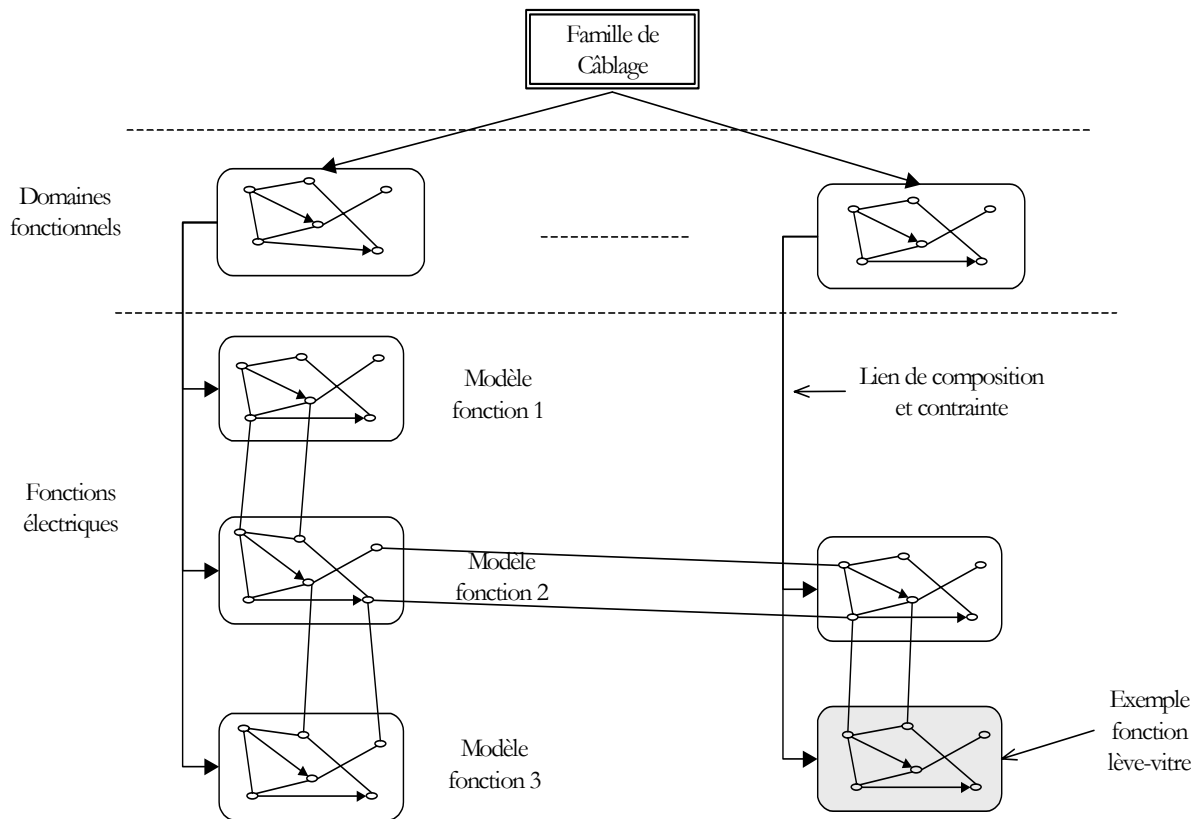 Famille de
Câblage
Domaines
fonctionnels
Modèle
fonction 1
Lien de composition
et contrainte
Fonctions
électriques
Modèle
fonction 2
Exemple
fonction
lève-vitre
Modèle
fonction 3